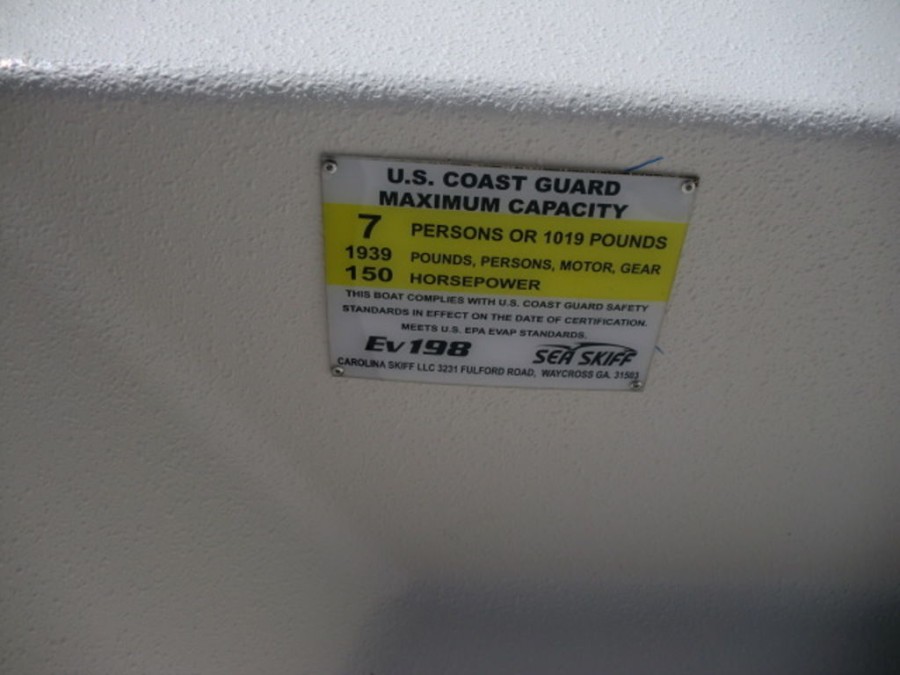 U.S. COAST GUARD
MAXIMUM CAPACITY
7 PERSONS OR 1019 POUNDS
1939 POUNDS, PERSONS, MOTOR, GEAR
150 HORSEPOWER
THIS BOAT COMPLIES WITH U.S. COAST GUARD SAFETY
STANDARDS IN EFFECT ON THE DATE OF CERTIFICATION.
MEETS U.S. EPA EVAP STANDARDS.
EV198 SEA SKIFF
CAROLINA SKIFF LLC 3231 FULFORD ROAD, WAYCROSS GA. 31503